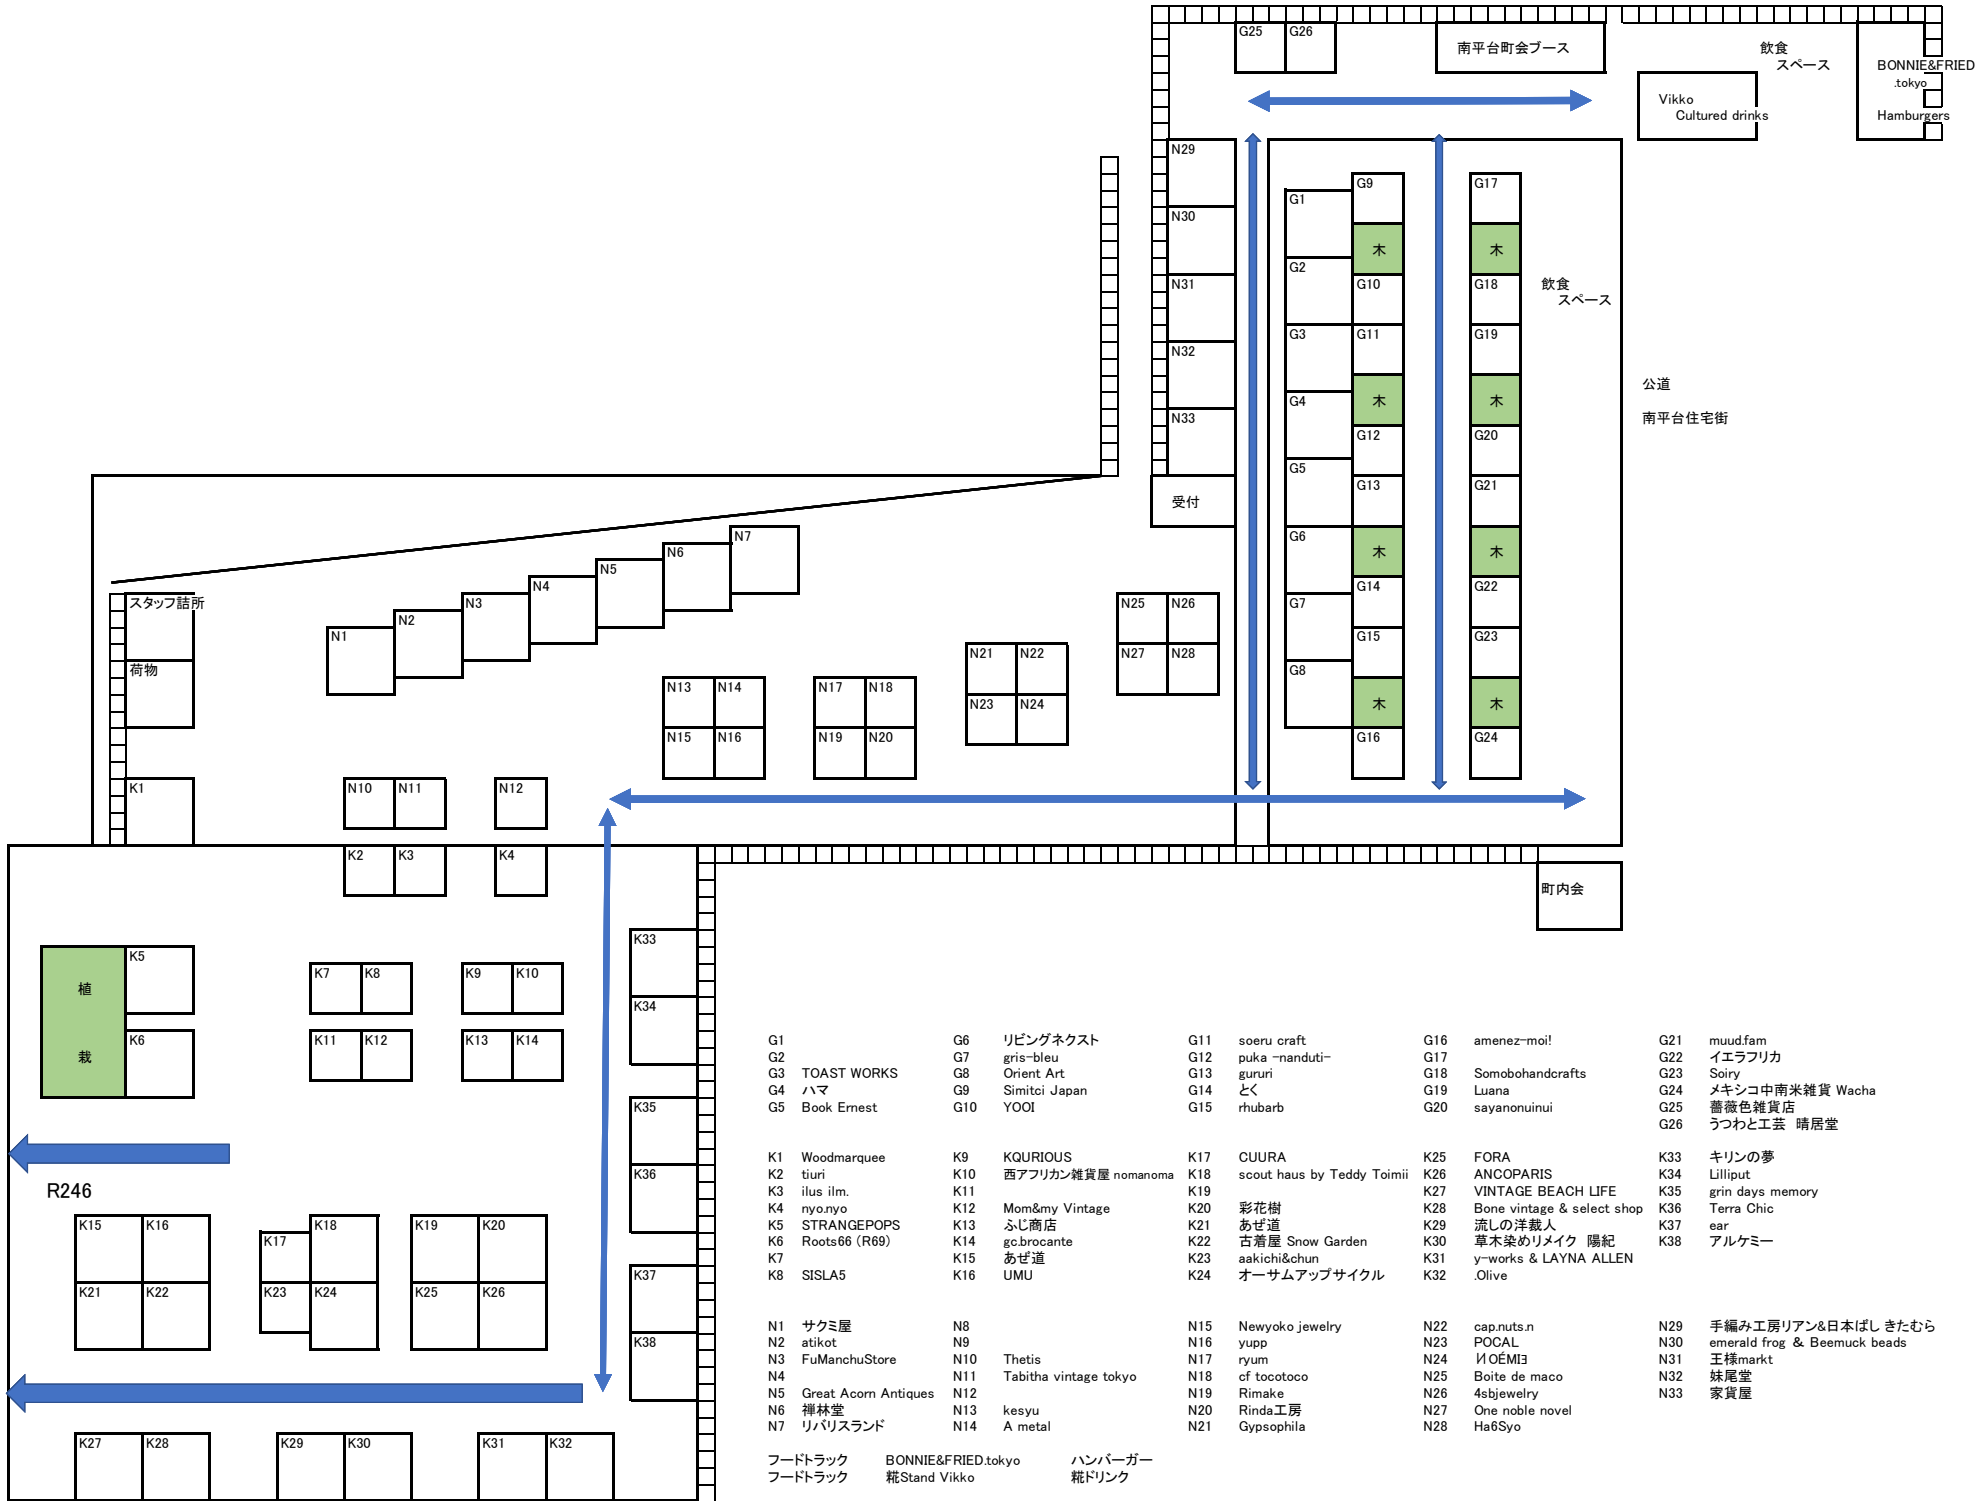 G25 G26
南平台町会ブース
飲食
スペース
BONNIE&FRIED
.tokyo
Hamburgers
Vikko
Cultured drinks
N29
N30
N31
N32
N33
受付
G1
G2
G3
G4
G5
G6
G7
G8
G9
木
G10
G11
木
G12
G13
木
G14
G15
木
G16
G17
木
G18
G19
木
G20
G21
木
G22
G23
木
G24
飲食
スペース
公道
南平台住宅街
スタッフ詰所
荷物
N1
N2
N3
N4
N5
N6
N7
N13 N14
N15 N16
N17 N18
N19 N20
N21 N22
N23 N24
N25 N26
N27 N28
K1
N10 N11
N12
K2 K3
K4
町内会
植
栽
K5
K6
K7 K8
K9 K10
K11 K12
K13 K14
K33
K34
K35
K36
K37
K38
R246
K15 K16
K21 K22
K17 K18
K23 K24
K19 K20
K25 K26
K27 K28
K29 K30
K31 K32
G1 G6 リビングネクスト G11 soeru craft G16 amenez-moi! G21 muud.fam
G2 G7 gris-bleu G12 puka -nanduti- G17 G22 イエラフリカ
G3 TOAST WORKS G8 Orient Art G13 gururi G18 Somobohandcrafts G23 Soiry
G4 ハマ G9 Simitci Japan G14 とく G19 Luana G24 メキシコ中南米雑貨 Wacha
G5 Book Ernest G10 YOOI G15 rhubarb G20 sayanonuinui G25 薔薇色雑貨店
G26 うつわと工芸 晴居堂
K1 Woodmarquee K9 KQURIOUS K17 CUURA K25 FORA K33 キリンの夢
K2 tiuri K10 西アフリカン雑貨屋 nomanoma K18 scout haus by Teddy Toimii K26 ANCOPARIS K34 Lilliput
K3 ilus ilm. K11 K19 K27 VINTAGE BEACH LIFE K35 grin days memory
K4 nyo.nyo K12 Mom&my Vintage K20 彩花樹 K28 Bone vintage & select shop K36 Terra Chic
K5 STRANGEPOPS K13 ふじ商店 K21 あぜ道 K29 流しの洋裁人 K37 ear
K6 Roots66 (R69) K14 gc.brocante K22 古着屋 Snow Garden K30 草木染めリメイク 陽紀 K38 アルケミー
K7 K15 あぜ道 K23 aakichi&chun K31 y-works & LAYNA ALLEN
K8 SISLA5 K16 UMU K24 オーサムアップサイクル K32 .Olive
N1 サクミ屋 N8 N15 Newyoko jewelry N22 cap.nuts.n N29 手編み工房リアン&日本ばし きたむら
N2 atikot N9 N16 yupp N23 POCAL N30 emerald frog & Beemuck beads
N3 FuManchuStore N10 Thetis N17 ryum N24 ИOÉMIƎ N31 王様markt
N4 N11 Tabitha vintage tokyo N18 cf tocotoco N25 Boite de maco N32 妹尾堂
N5 Great Acorn Antiques N12 N19 Rimake N26 4sbjewelry N33 家貨屋
N6 禅林堂 N13 kesyu N20 Rinda工房 N27 One noble novel
N7 リバリスランド N14 A metal N21 Gypsophila N28 Ha6Syo
フードトラック BONNIE&FRIED.tokyo ハンバーガー
フードトラック 糀Stand Vikko 糀ドリンク